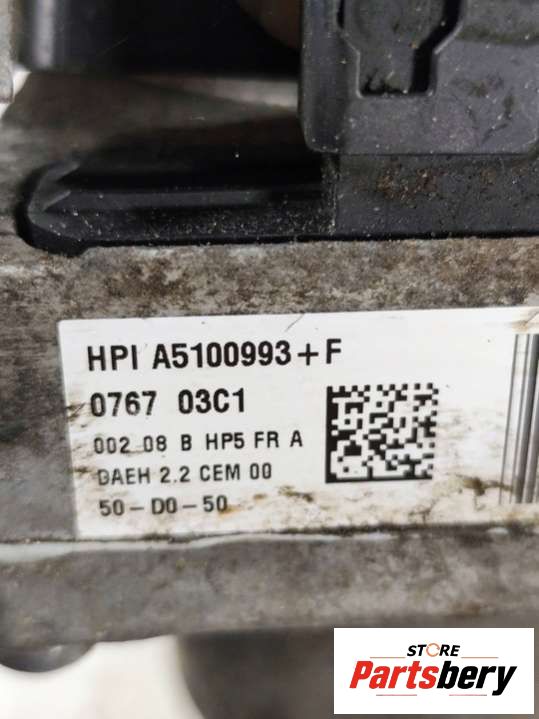 HPI A5100993+F
0767 03C1
002 08 B HP5 FR A
DAEH 2.2 CEM 00
50-D0-50
STORE
Partsbery